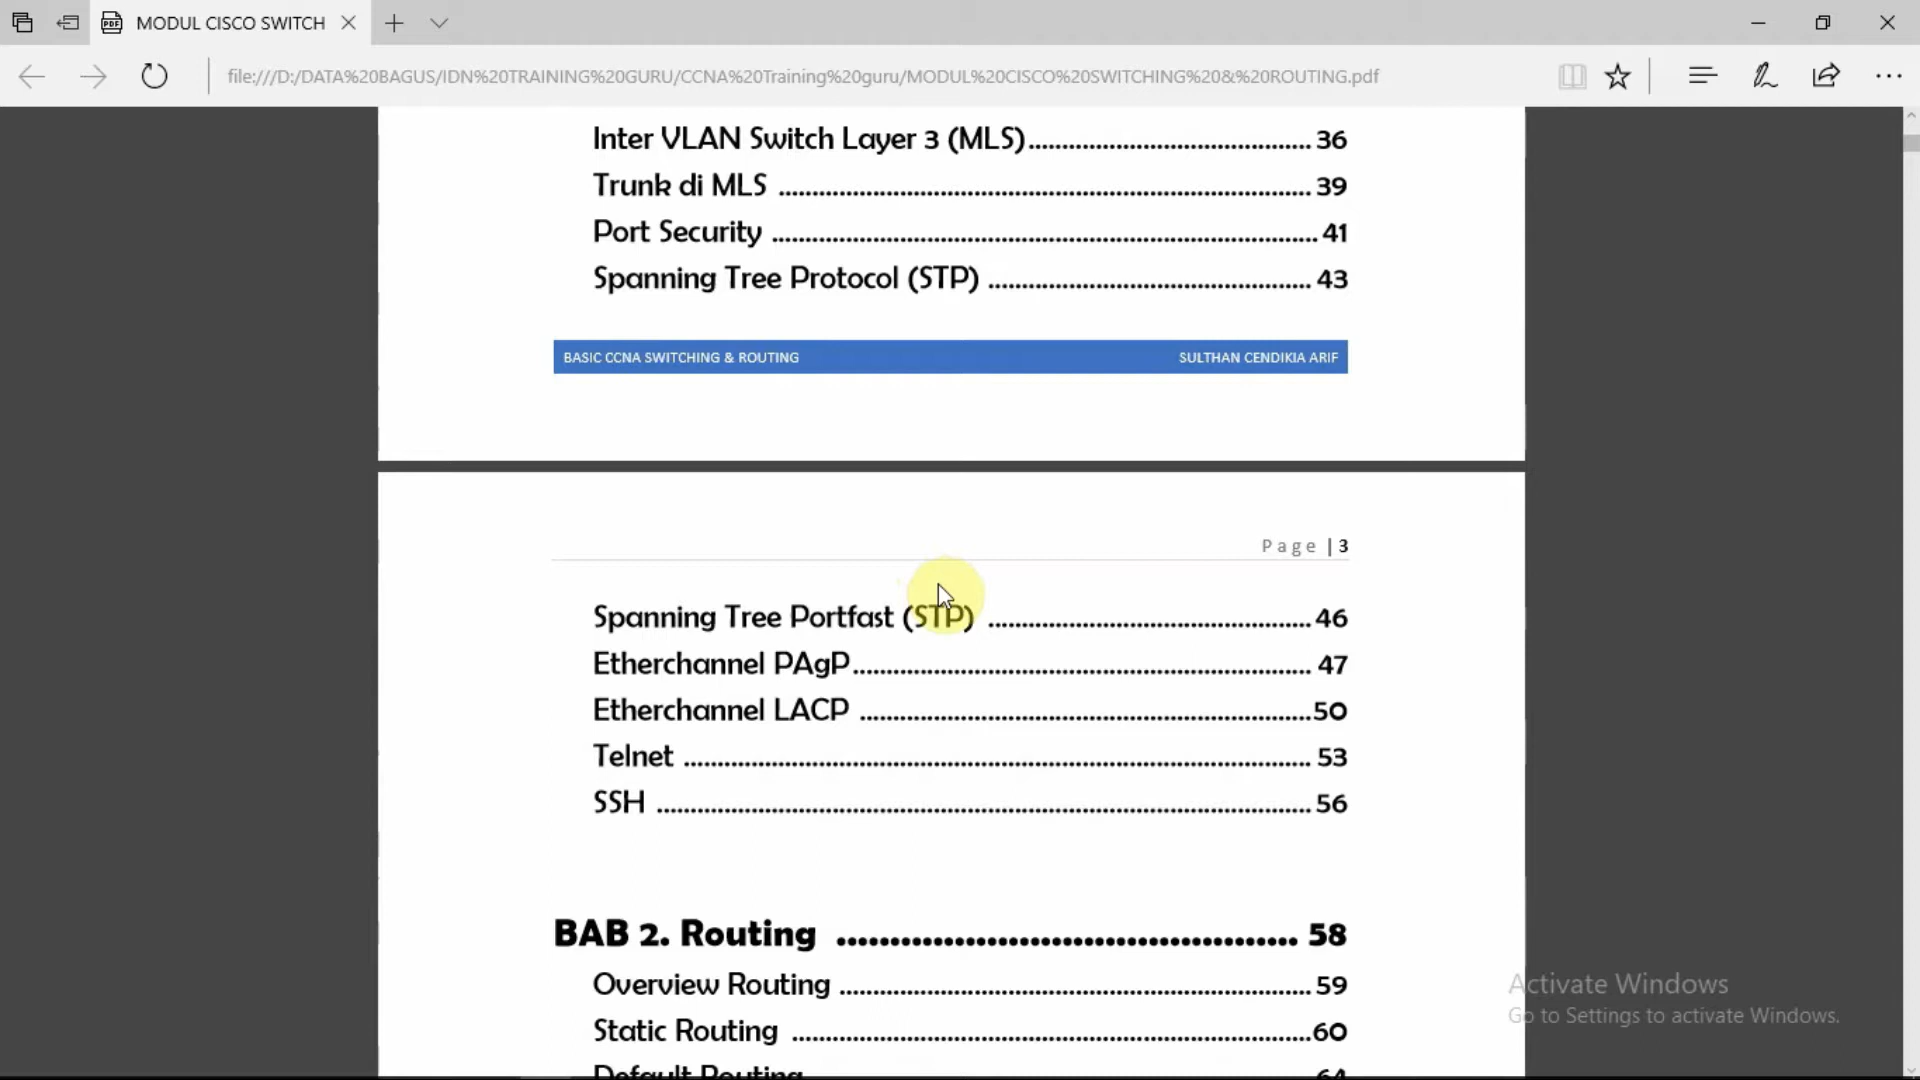 MODUL CISCO SWITCH
file:///D:/DATA%20BAGUS/IDN%20TRAINING%20GURU/CCNA%20Training%20guru/MODUL%20CISCO%20SWITCHING%20&%20ROUTING.pdf
Inter VLAN Switch Layer 3 (MLS)................................... 36
Trunk di MLS .................................................................. 39
Port Security .................................................................... 41
Spanning Tree Protocol (STP) ........................................ 43
BASIC CCNA SWITCHING & ROUTING SULTHAN CENDIKIA ARIF
Page | 3
Spanning Tree Portfast (STP) ........................................ 46
Etherchannel PAgP......................................................... 47
Etherchannel LACP ........................................................50
Telnet .............................................................................. 53
SSH ................................................................................. 56
BAB 2. Routing ........................................... 58
Overview Routing ........................................................... 59
Static Routing .................................................................60
Default Routing 64
Activate Windows
Go to Settings to activate Windows.